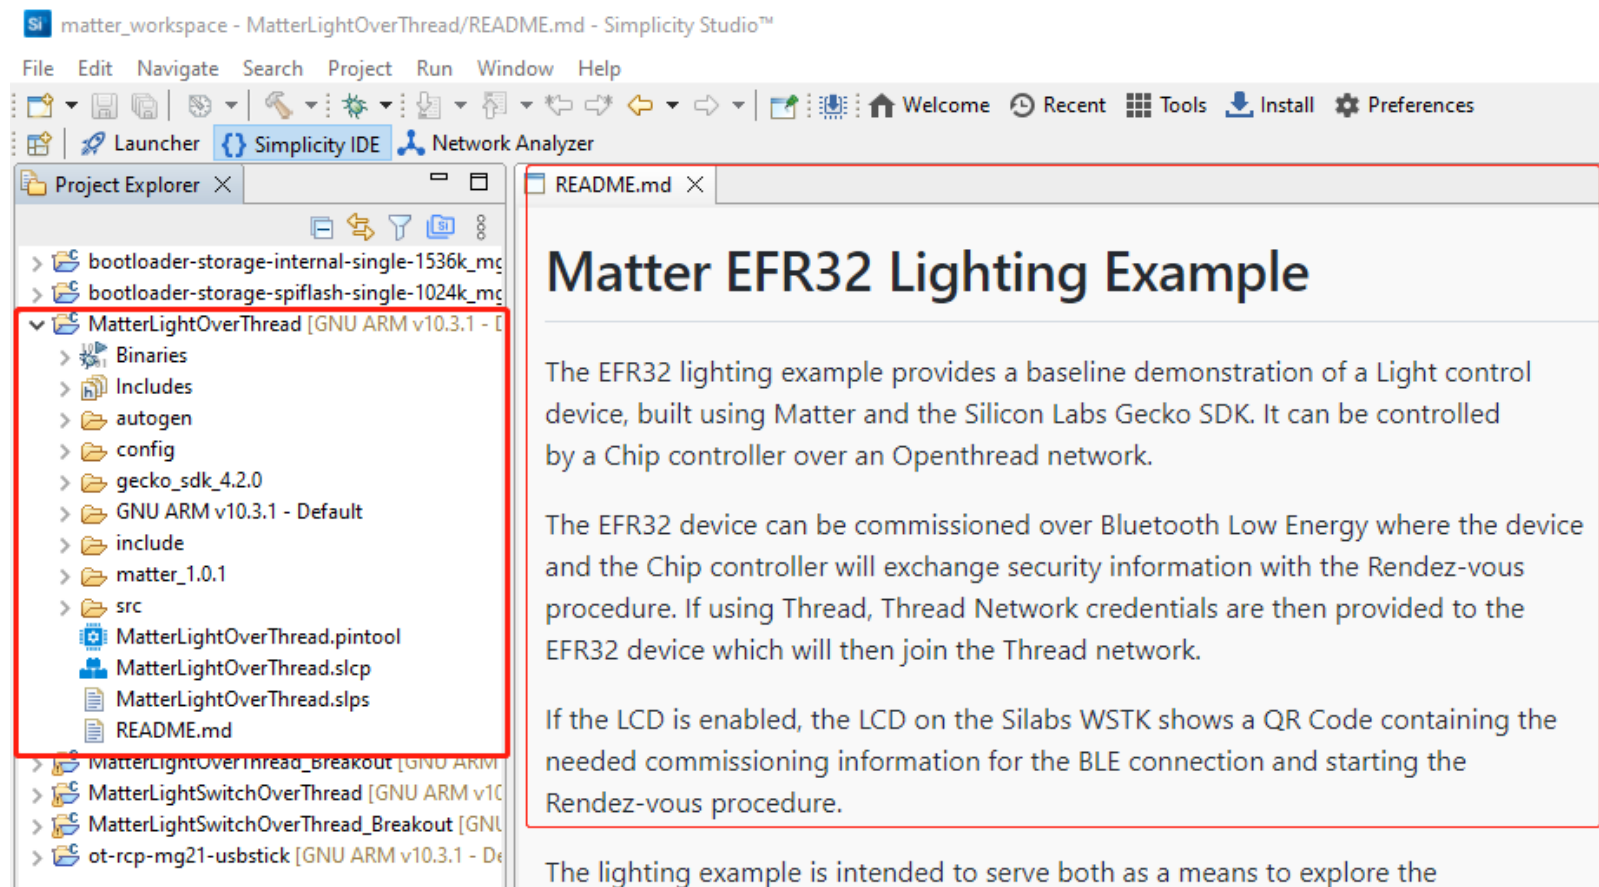 Si matter_workspace - MatterLightOverThread/README.md - Simplicity Studio™
File Edit Navigate Search Project Run Window Help
Welcome Recent Tools Install Preferences
Launcher {} Simplicity IDE Network Analyzer
Project Explorer
bootloader-storage-internal-single-1536k_mg
bootloader-storage-spiflash-single-1024k_mg
MatterLightOverThread [GNU ARM v10.3.1 - D
Binaries
Includes
autogen
config
gecko_sdk_4.2.0
GNU ARM v10.3.1 - Default
include
matter_1.0.1
src
MatterLightOverThread.pintool
MatterLightOverThread.slcp
MatterLightOverThread.slps
README.md
MatterLightOverThread_Breakout [GNU ARM
MatterLightSwitchOverThread [GNU ARM v10
MatterLightSwitchOverThread_Breakout [GNU
ot-rcp-mg21-usbstick [GNU ARM v10.3.1 - De
README.md
Matter EFR32 Lighting Example
The EFR32 lighting example provides a baseline demonstration of a Light control
device, built using Matter and the Silicon Labs Gecko SDK. It can be controlled
by a Chip controller over an Openthread network.
The EFR32 device can be commissioned over Bluetooth Low Energy where the device
and the Chip controller will exchange security information with the Rendez-vous
procedure. If using Thread, Thread Network credentials are then provided to the
EFR32 device which will then join the Thread network.
If the LCD is enabled, the LCD on the Silabs WSTK shows a QR Code containing the
needed commissioning information for the BLE connection and starting the
Rendez-vous procedure.
The lighting example is intended to serve both as a means to explore the